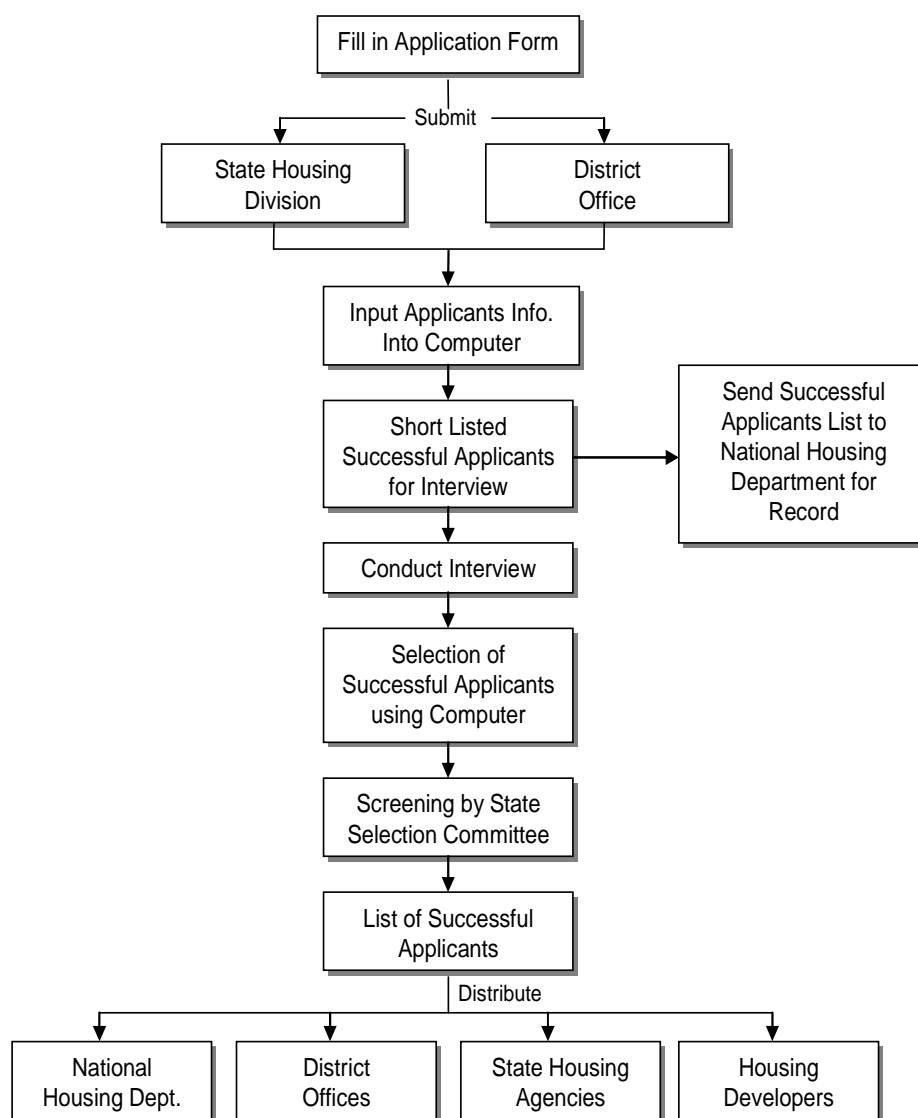 Fill in Application Form
Submit
State Housing
Division
District
Office
Input Applicants Info.
Into Computer
Short Listed
Successful Applicants
for Interview
Send Successful
Applicants List to
National Housing
Department for
Record
Conduct Interview
Selection of
Successful Applicants
using Computer
Screening by State
Selection Committee
List of Successful
Applicants
Distribute
National
Housing Dept.
District
Offices
State Housing
Agencies
Housing
Developers